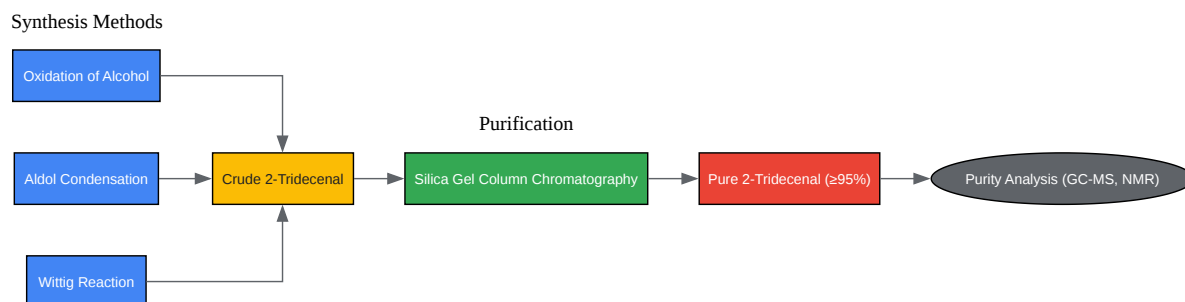 Synthesis Methods
Oxidation of Alcohol
Purification
Aldol Condensation
Crude 2-Tridecenal
Silica Gel Column Chromatography
Pure 2-Tridecenal (≥95%)
Purity Analysis (GC-MS, NMR)
Wittig Reaction